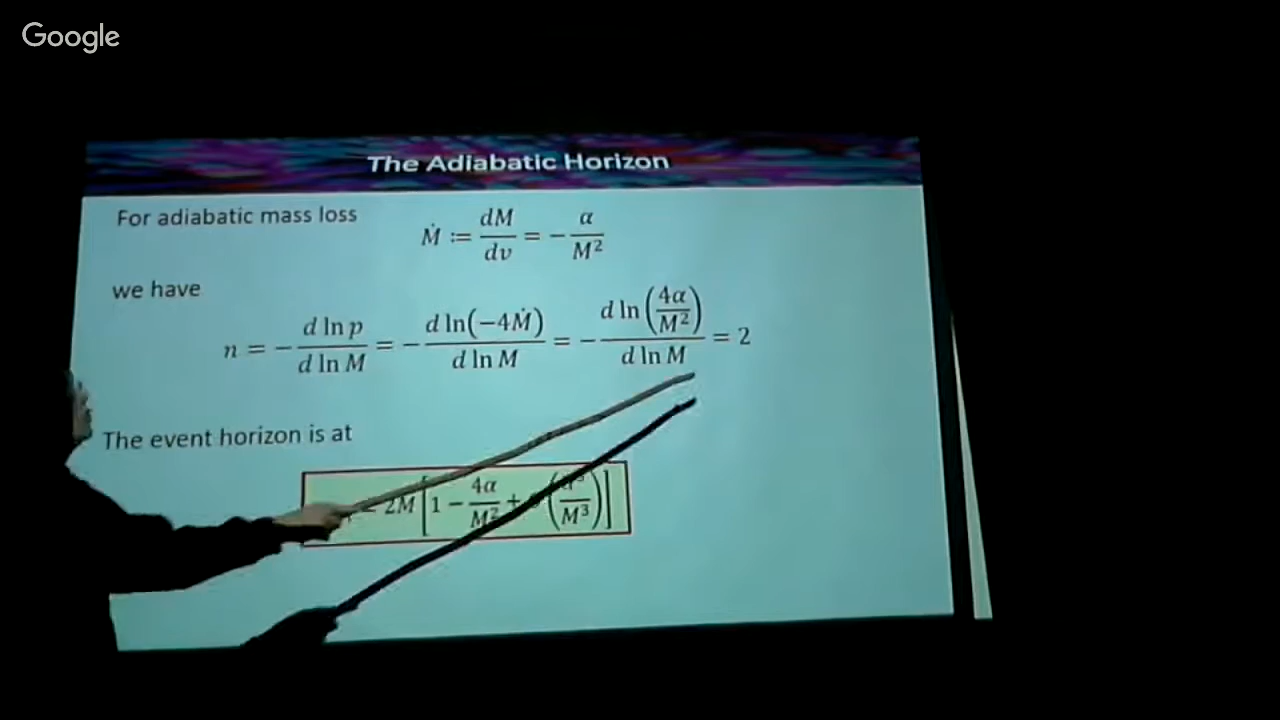 Google
The Adiabatic Horizon
For adiabatic mass loss
Ṁ := dM/dv = − α/M²
we have
n = − d ln p / d ln M = − d ln(−4Ṁ) / d ln M = − d ln(4α/M²) / d ln M = 2
The event horizon is at
= 2M [1 − 4α/M² + ( /M³)]